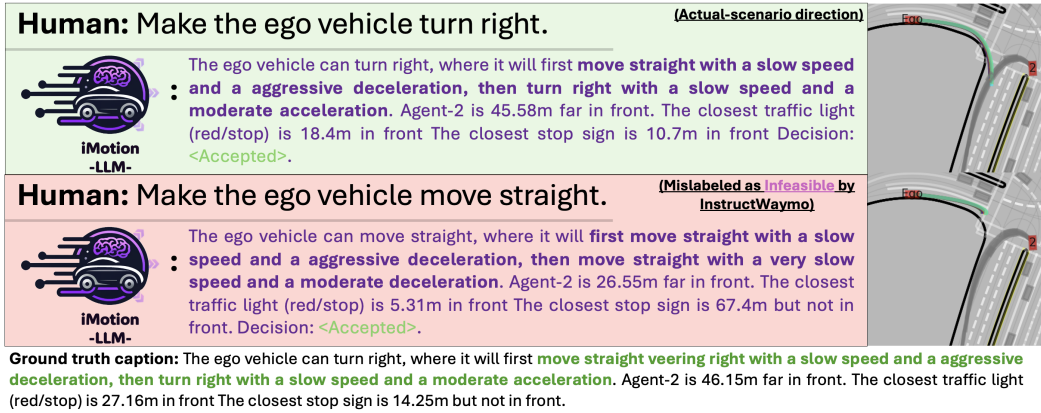 Human: Make the ego vehicle turn right.
(Actual-scenario direction)
Ego
2
The ego vehicle can turn right, where it will first move straight with a slow speed
and a aggressive deceleration, then turn right with a slow speed and a
moderate acceleration. Agent-2 is 45.58m far in front. The closest traffic light
(red/stop) is 18.4m in front The closest stop sign is 10.7m in front Decision:
<Accepted>.
:
iMotion
-LLM-
Human: Make the ego vehicle move straight.
(Mislabeled as Infeasible by
InstructWaymo)
Ego
2
The ego vehicle can move straight, where it will first move straight with a slow
speed and a aggressive deceleration, then move straight with a very slow
speed and a moderate deceleration. Agent-2 is 26.55m far in front. The closest
traffic light (red/stop) is 5.31m in front The closest stop sign is 67.4m but not in
front. Decision: <Accepted>.
:
iMotion
-LLM-
Ground truth caption: The ego vehicle can turn right, where it will first move straight veering right with a slow speed and a aggressive
deceleration, then turn right with a slow speed and a moderate acceleration. Agent-2 is 46.15m far in front. The closest traffic light
(red/stop) is 27.16m in front The closest stop sign is 14.25m but not in front.